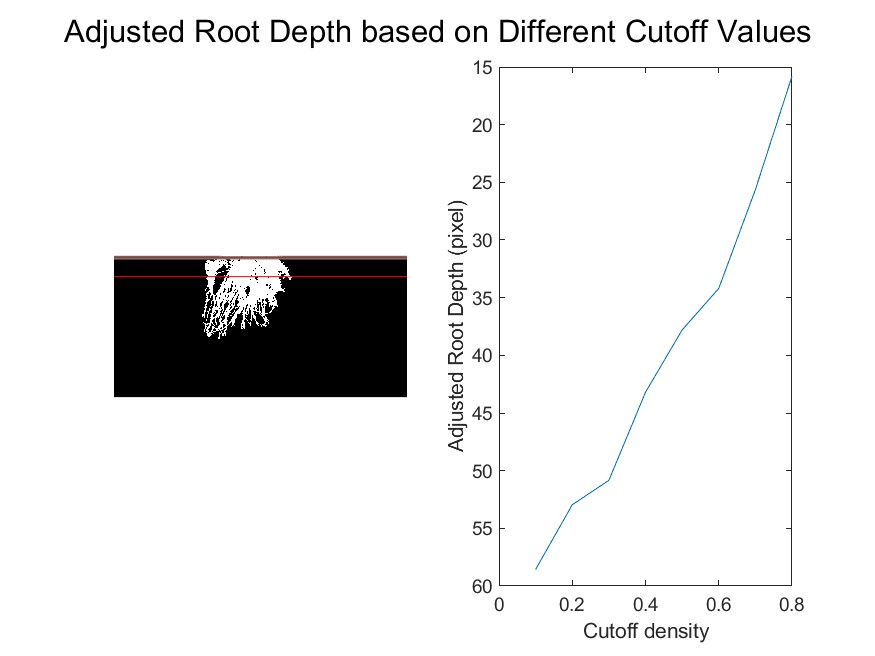 Adjusted Root Depth based on Different Cutoff Values
Adjusted Root Depth (pixel)
15
20
25
30
35
40
45
50
55
60
0 0.2 0.4 0.6 0.8
Cutoff density